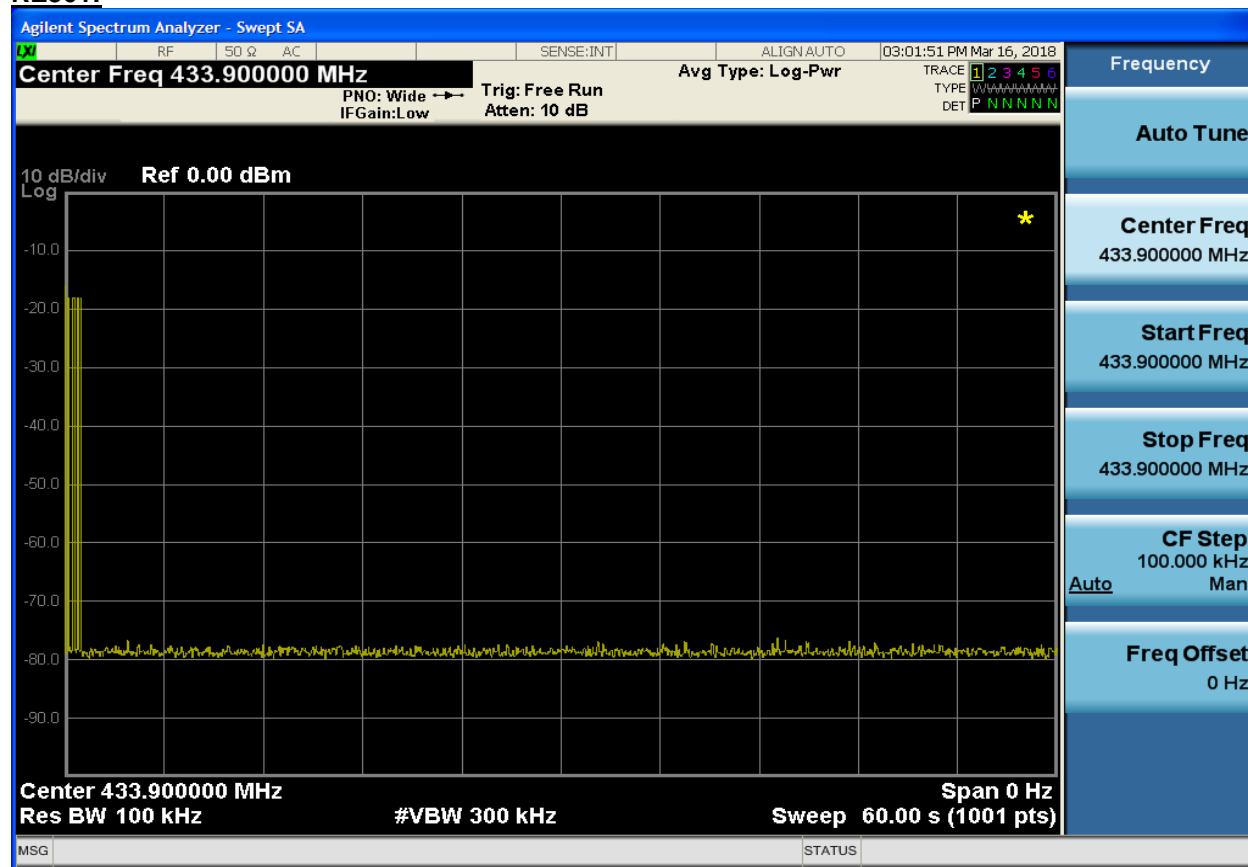 Agilent Spectrum Analyzer - Swept SA
LXI RF 50 Ω AC SENSE:INT ALIGN AUTO 03:01:51 PM Mar 16, 2018
Center Freq 433.900000 MHz
PNO: Wide
IFGain:Low
Trig: Free Run
Atten: 10 dB
Avg Type: Log-Pwr
TRACE 1 2 3 4 5 6
TYPE
DET P N N N N N
10 dB/div
Log
Ref 0.00 dBm
-10.0
-20.0
-30.0
-40.0
-50.0
-60.0
-70.0
-80.0
-90.0
Center 433.900000 MHz
Span 0 Hz
Res BW 100 kHz
#VBW 300 kHz
Sweep 60.00 s (1001 pts)
MSG
STATUS
Frequency
Auto Tune
Center Freq
433.900000 MHz
Start Freq
433.900000 MHz
Stop Freq
433.900000 MHz
CF Step
100.000 kHz
Auto Man
Freq Offset
0 Hz